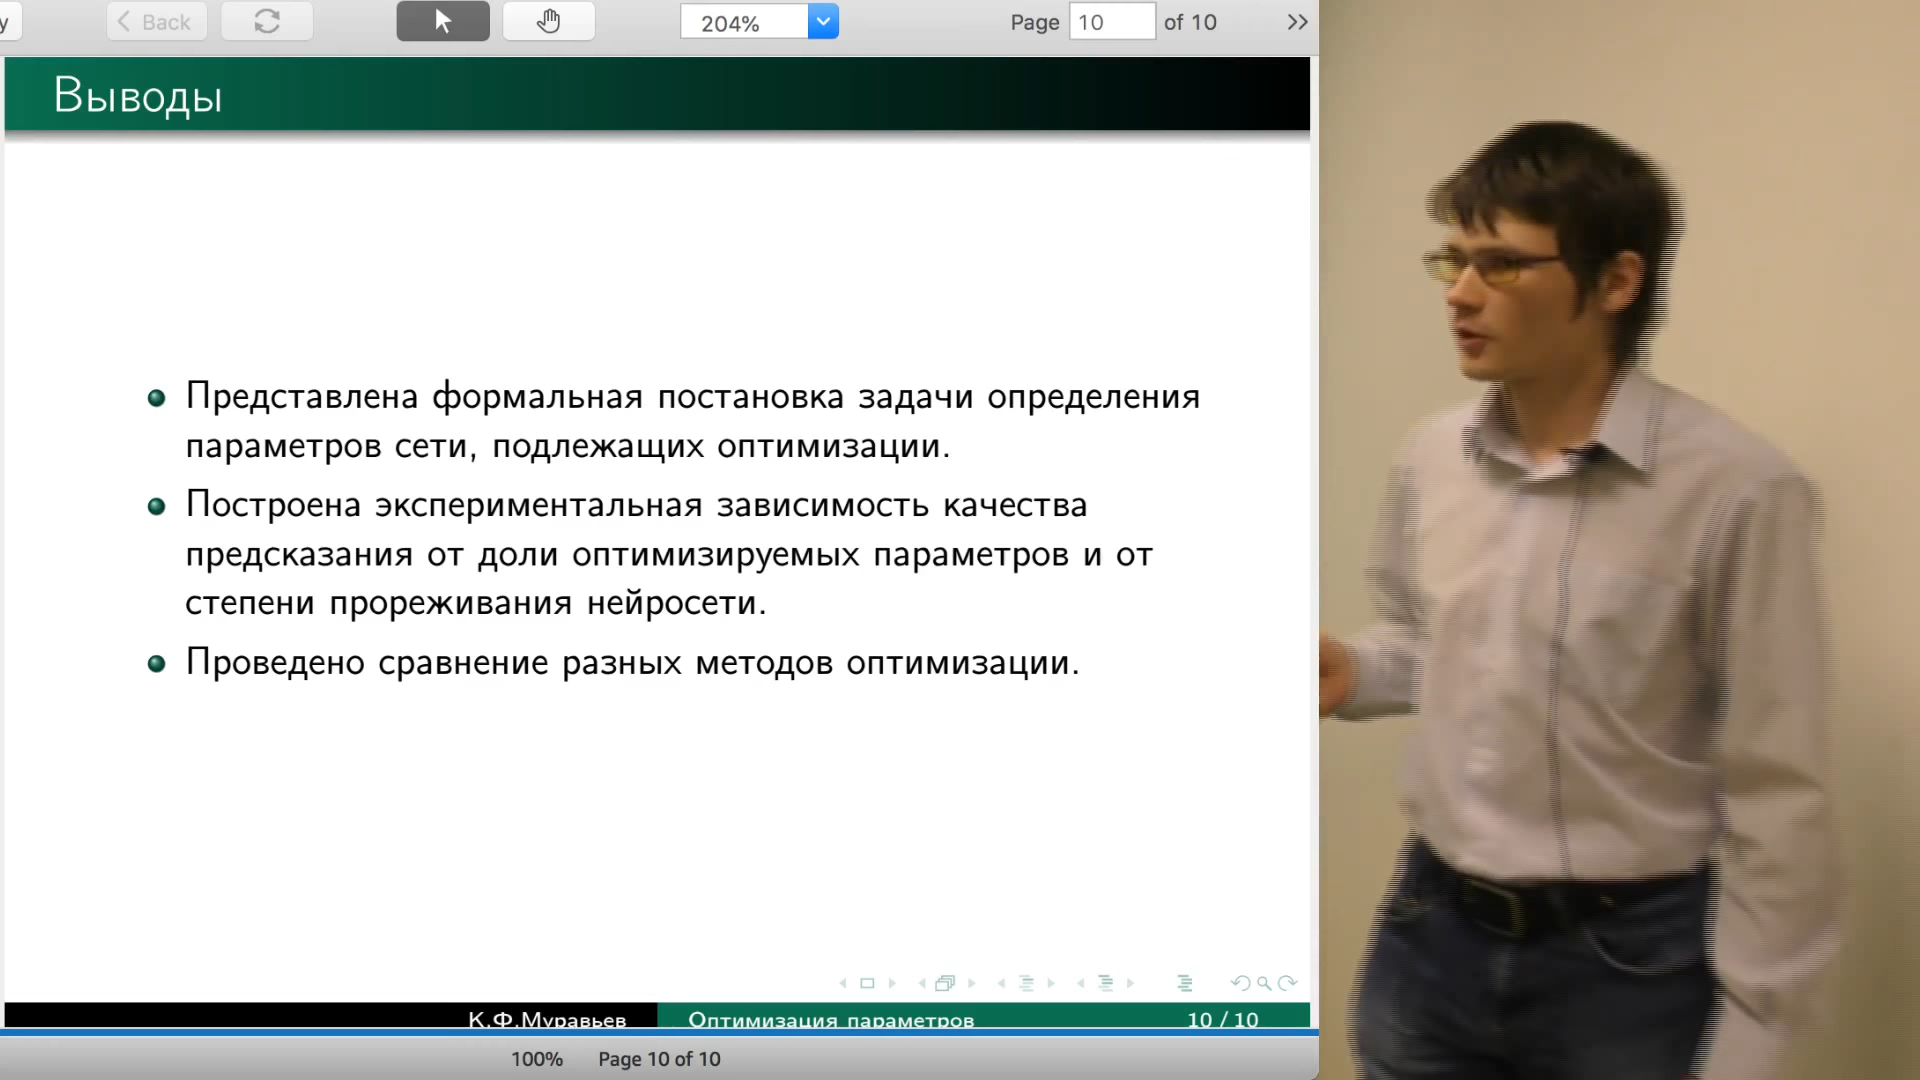 y
Back
204%
Page 10 of 10
Выводы
Представлена формальная постановка задачи определения
параметров сети, подлежащих оптимизации.
Построена экспериментальная зависимость качества
предсказания от доли оптимизируемых параметров и от
степени прореживания нейросети.
Проведено сравнение разных методов оптимизации.
К.Ф.Муравьев Оптимизация параметров 10 / 10
100% Page 10 of 10